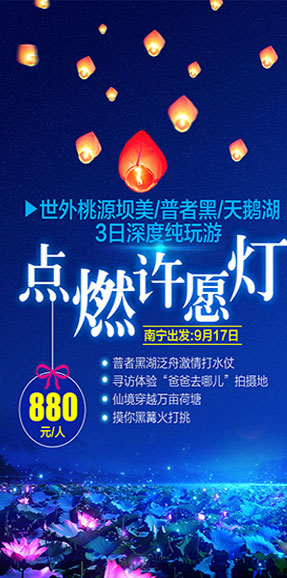 ▶世外桃源坝美/普者黑/天鹅湖
3日深度纯玩游
点燃许愿灯
南宁出发:9月17日
• 普者黑湖泛舟激情打水仗
• 寻访体验“爸爸去哪儿”拍摄地
• 仙境穿越万亩荷塘
• 摸你黑篝火打挑
880
元/人